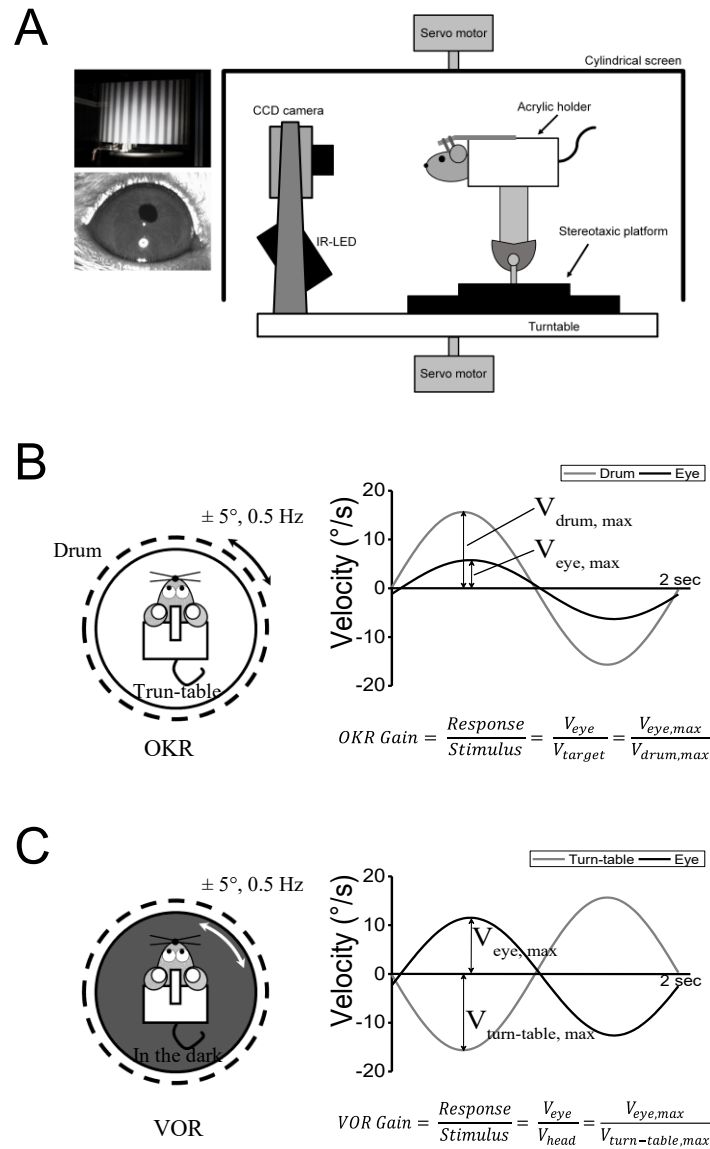 A
Servo motor
Cylindrical screen
CCD camera
Acrylic holder
IR-LED
Stereotaxic platform
Turntable
Servo motor
B
± 5°, 0.5 Hz
Drum
Trun-table
OKR
Drum Eye
Velocity (°/s)
20
10
0
-10
-20
V drum, max
V eye, max
2 sec
OKR Gain = Response/Stimulus = V_eye/V_target = V_eye,max/V_drum,max
C
± 5°, 0.5 Hz
In the dark
VOR
Turn-table Eye
Velocity (°/s)
20
10
0
-10
-20
V eye, max
V turn-table, max
2 sec
VOR Gain = Response/Stimulus = V_eye/V_head = V_eye,max/V_turn−table,max